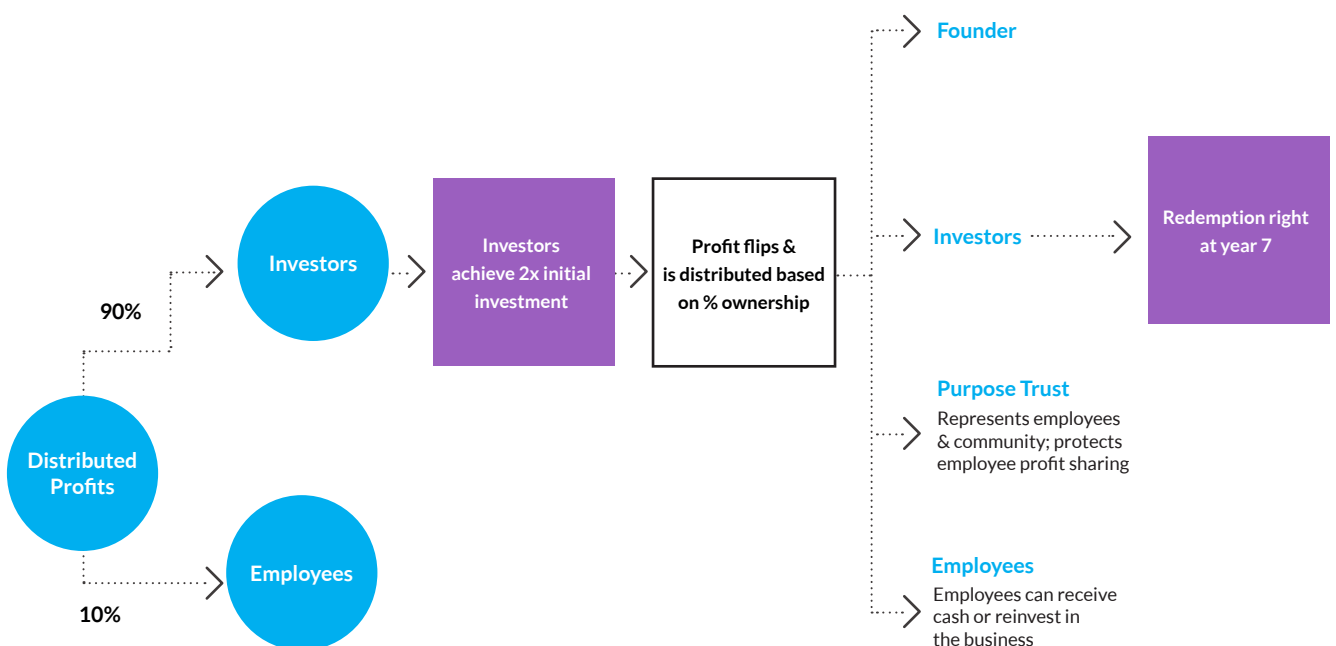 Distributed
Profits
90%
10%
Investors
Employees
Investors
achieve 2x initial
investment
Profit flips &
is distributed based
on % ownership
Founder
Investors
Redemption right
at year 7
Purpose Trust
Represents employees
& community; protects
employee profit sharing
Employees
Employees can receive
cash or reinvest in
the business